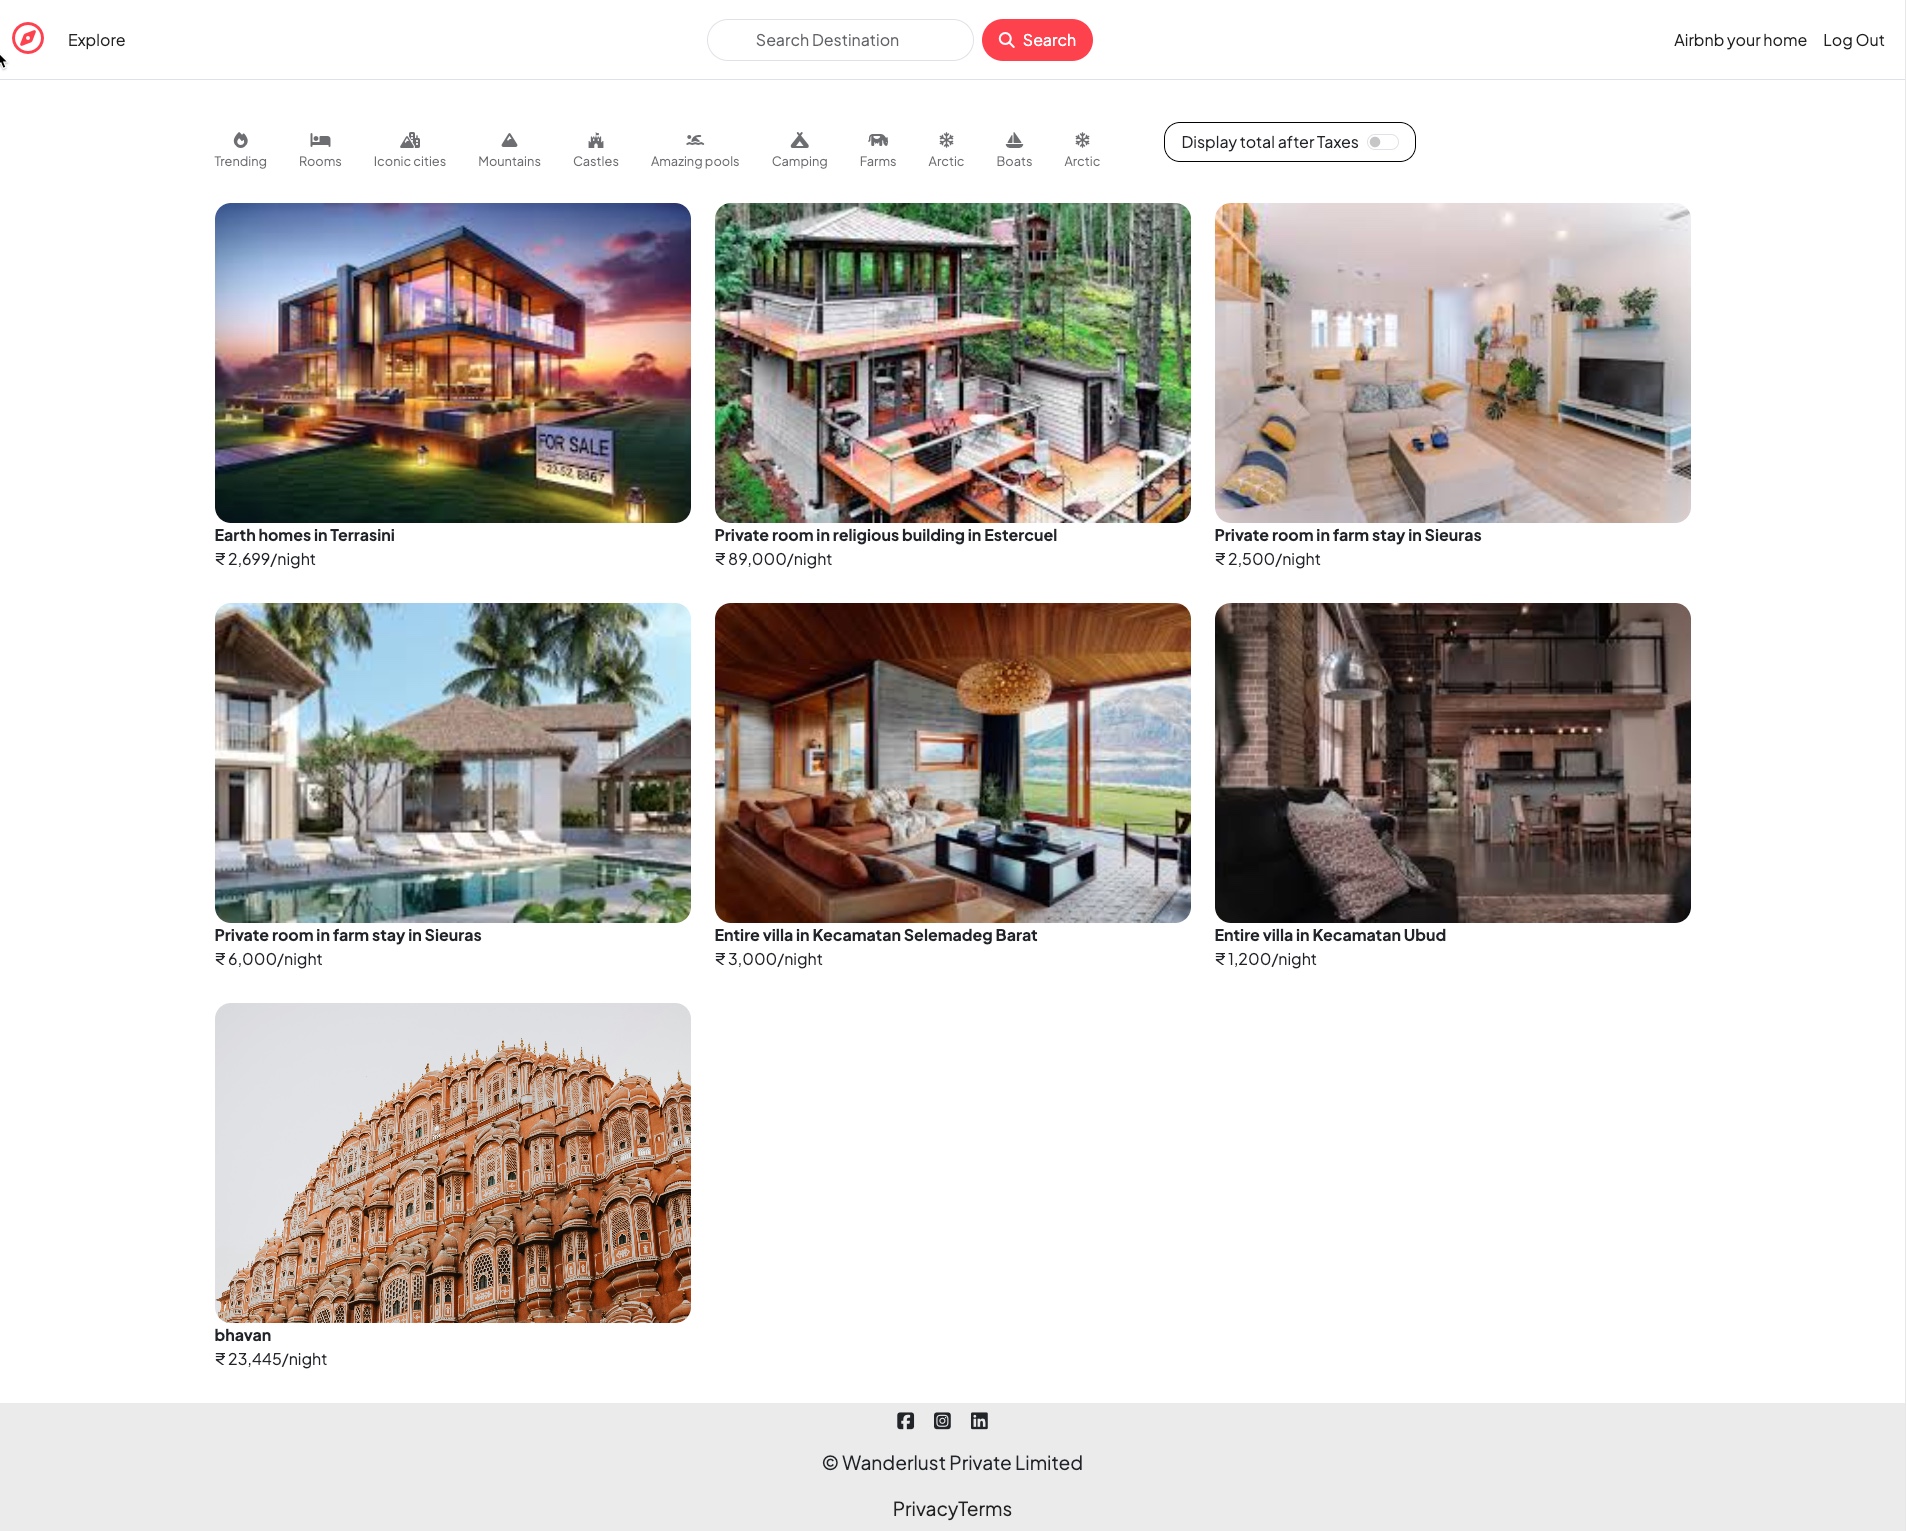 Explore
Search Destination
Search
Airbnb your home
Log Out
Trending
Rooms
Iconic cities
Mountains
Castles
Amazing pools
Camping
Farms
Arctic
Boats
Arctic
Display total after Taxes
FOR SALE
Earth homes in Terrasini
₹ 2,699/night
Private room in religious building in Estercuel
₹ 89,000/night
Private room in farm stay in Sieuras
₹ 2,500/night
Private room in farm stay in Sieuras
₹ 6,000/night
Entire villa in Kecamatan Selemadeg Barat
₹ 3,000/night
Entire villa in Kecamatan Ubud
₹ 1,200/night
bhavan
₹ 23,445/night
© Wanderlust Private Limited
PrivacyTerms